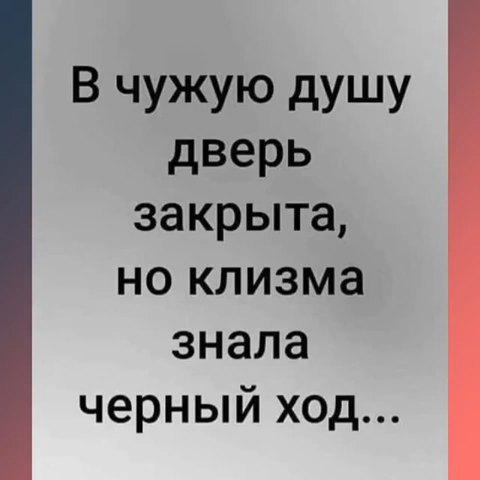 В чужую душу
дверь
закрыта,
но клизма
знала
черный ход...